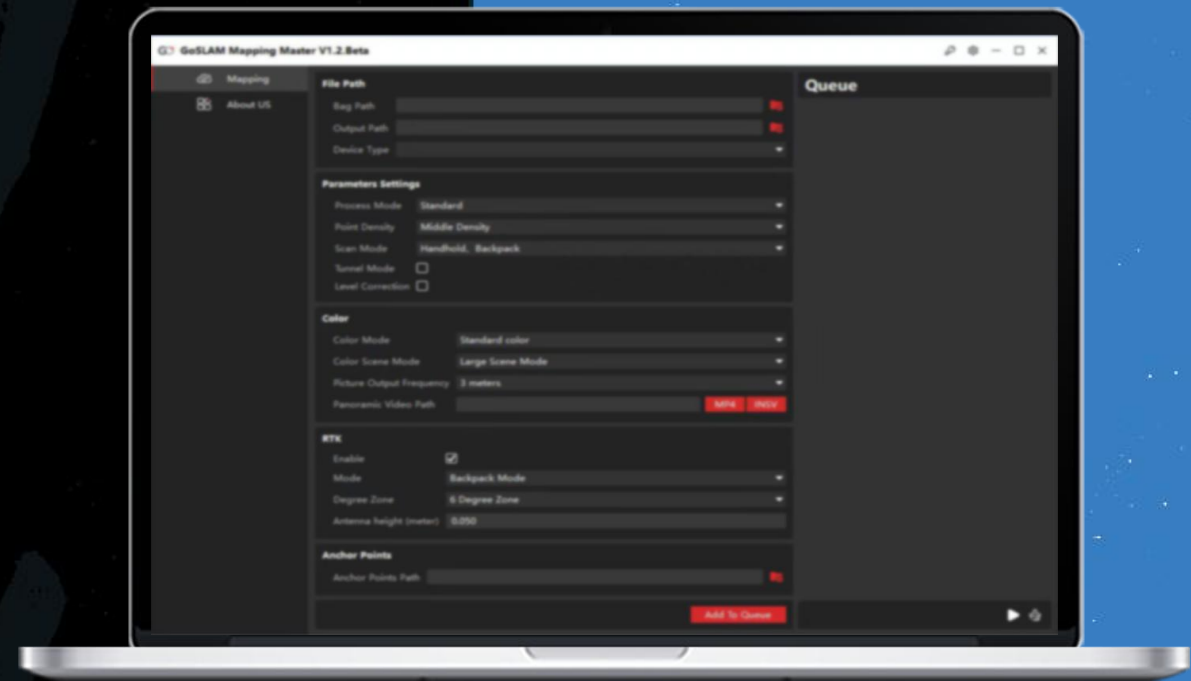 GoSLAM Mapping Master V1.2.Beta
Mapping
About US
File Path
Bag Path
Output Path
Device Type
Parameters Settings
Process Mode Standard
Point Density Middle Density
Scan Mode Handhold, Backpack
Tunnel Mode
Level Correction
Color
Color Mode Standard color
Color Scene Mode Large Scene Mode
Picture Output Frequency 3 meters
Panoramic Video Path MP4 INSV
RTK
Enable
Mode Backpack Mode
Degree Zone 6 Degree Zone
Antenna height (meter) 0.050
Anchor Points
Anchor Points Path
Add To Queue
Queue